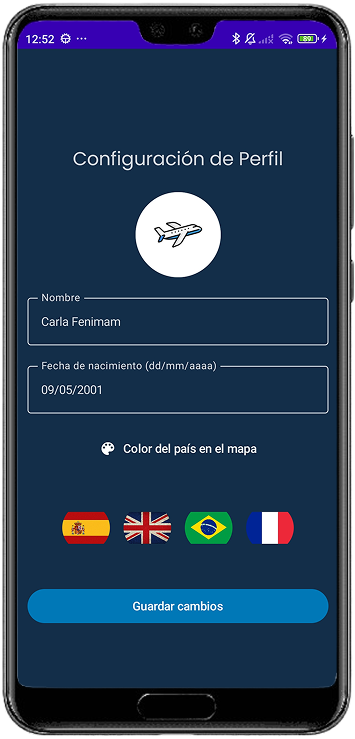 12:52
89
Configuración de Perfil
Nombre
Carla Fenimam
Fecha de nacimiento (dd/mm/aaaa)
09/05/2001
Color del país en el mapa
Guardar cambios